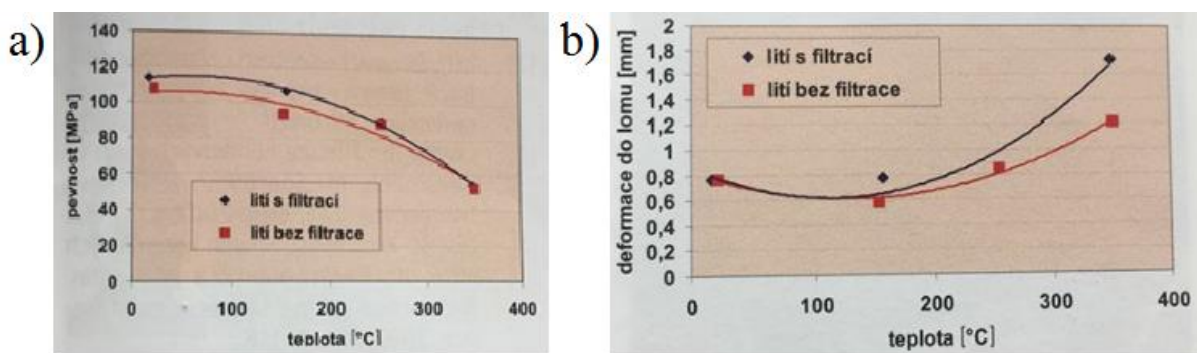 a)
140
120
100
80
60
40
20
0
pevnost [MPa]
lití s filtrací
lití bez filtrace
0 100 200 300 400
teplota [°C]
b)
2
1,8
1,6
1,4
1,2
1
0,8
0,6
0,4
0,2
0
deformace do lomu [mm]
lití s filtrací
lití bez filtrace
0 100 200 300 400
teplota [°C]